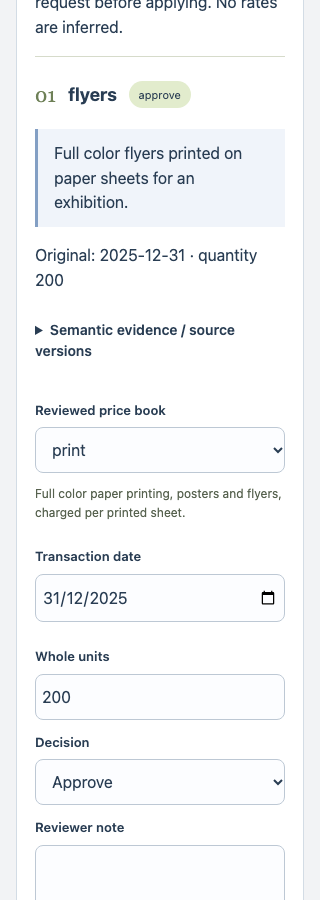 request before applying. No rates
are inferred.
01 flyers approve
Full color flyers printed on
paper sheets for an
exhibition.
Original: 2025-12-31 · quantity
200
▶ Semantic evidence / source
versions
Reviewed price book
print
Full color paper printing, posters and flyers,
charged per printed sheet.
Transaction date
31/12/2025
Whole units
200
Decision
Approve
Reviewer note